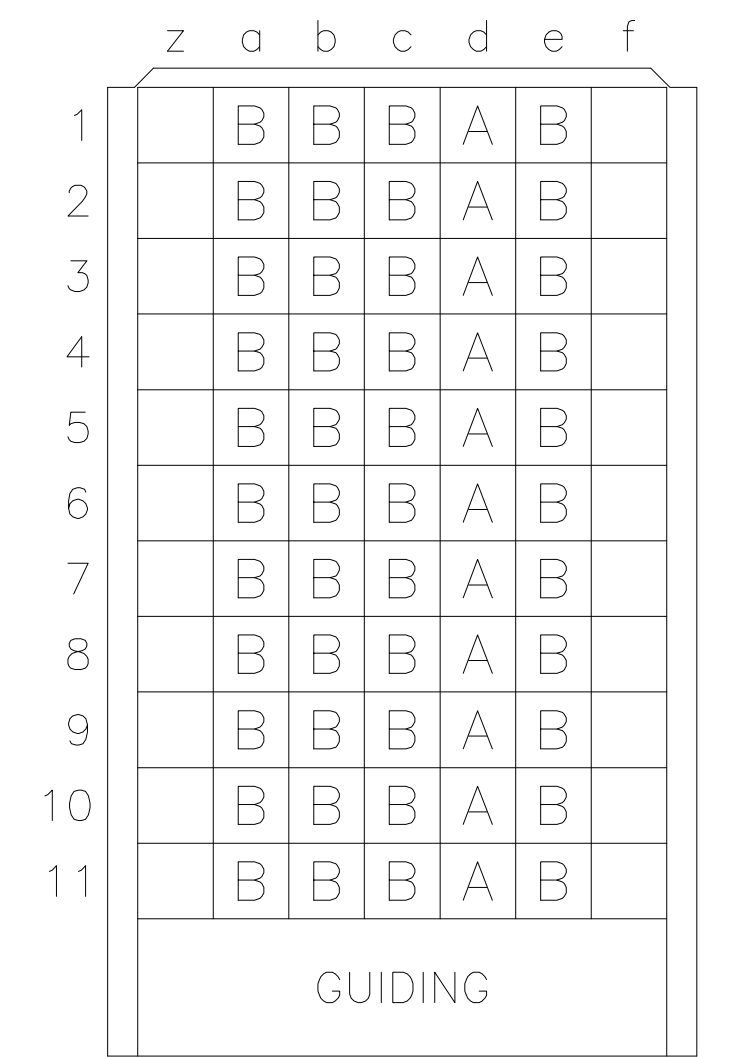 z a b c d e f
1 B B B A B
2 B B B A B
3 B B B A B
4 B B B A B
5 B B B A B
6 B B B A B
7 B B B A B
8 B B B A B
9 B B B A B
10 B B B A B
11 B B B A B
GUIDING